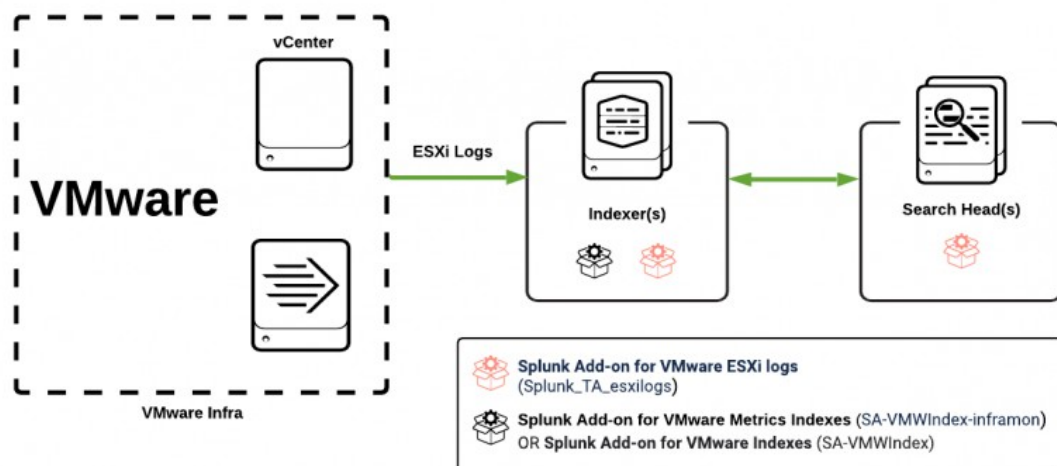 vCenter
VMware
ESXi Logs
Indexer(s)
Search Head(s)
VMware Infra
Splunk Add-on for VMware ESXi logs
(Splunk_TA_esxilogs)
Splunk Add-on for VMware Metrics Indexes (SA-VMWIndex-inframon)
OR Splunk Add-on for VMware Indexes (SA-VMWIndex)